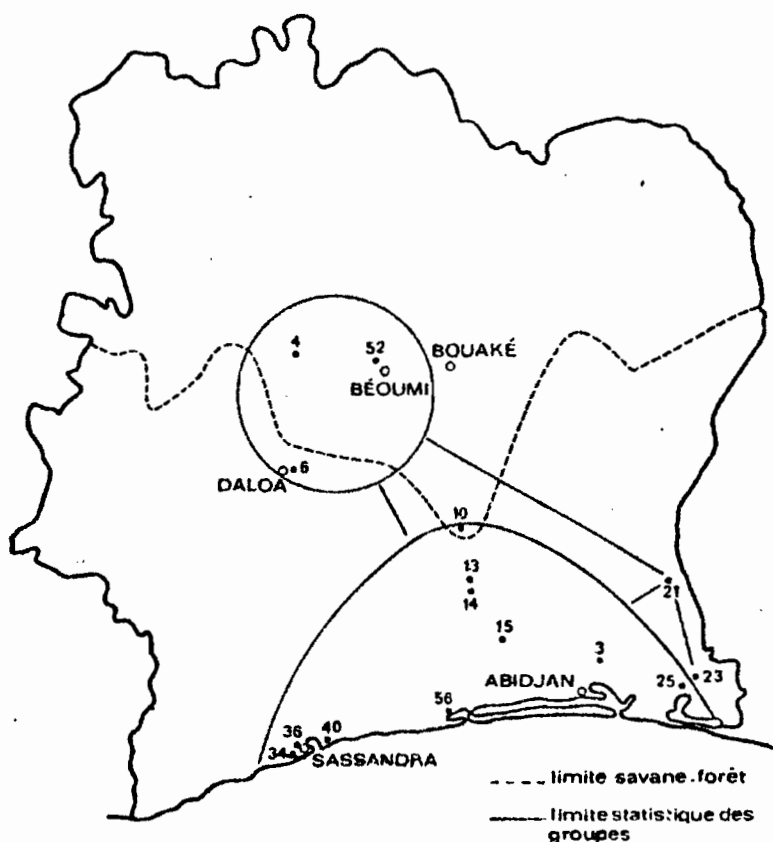 4
52
BOUAKÉ
BÉOUMI
6
DALOA
10
13
14
21
15
3
23
25
ABIDJAN
56
36
40
34
SASSANDRA
limite savane-forêt
limite statistique des
groupes